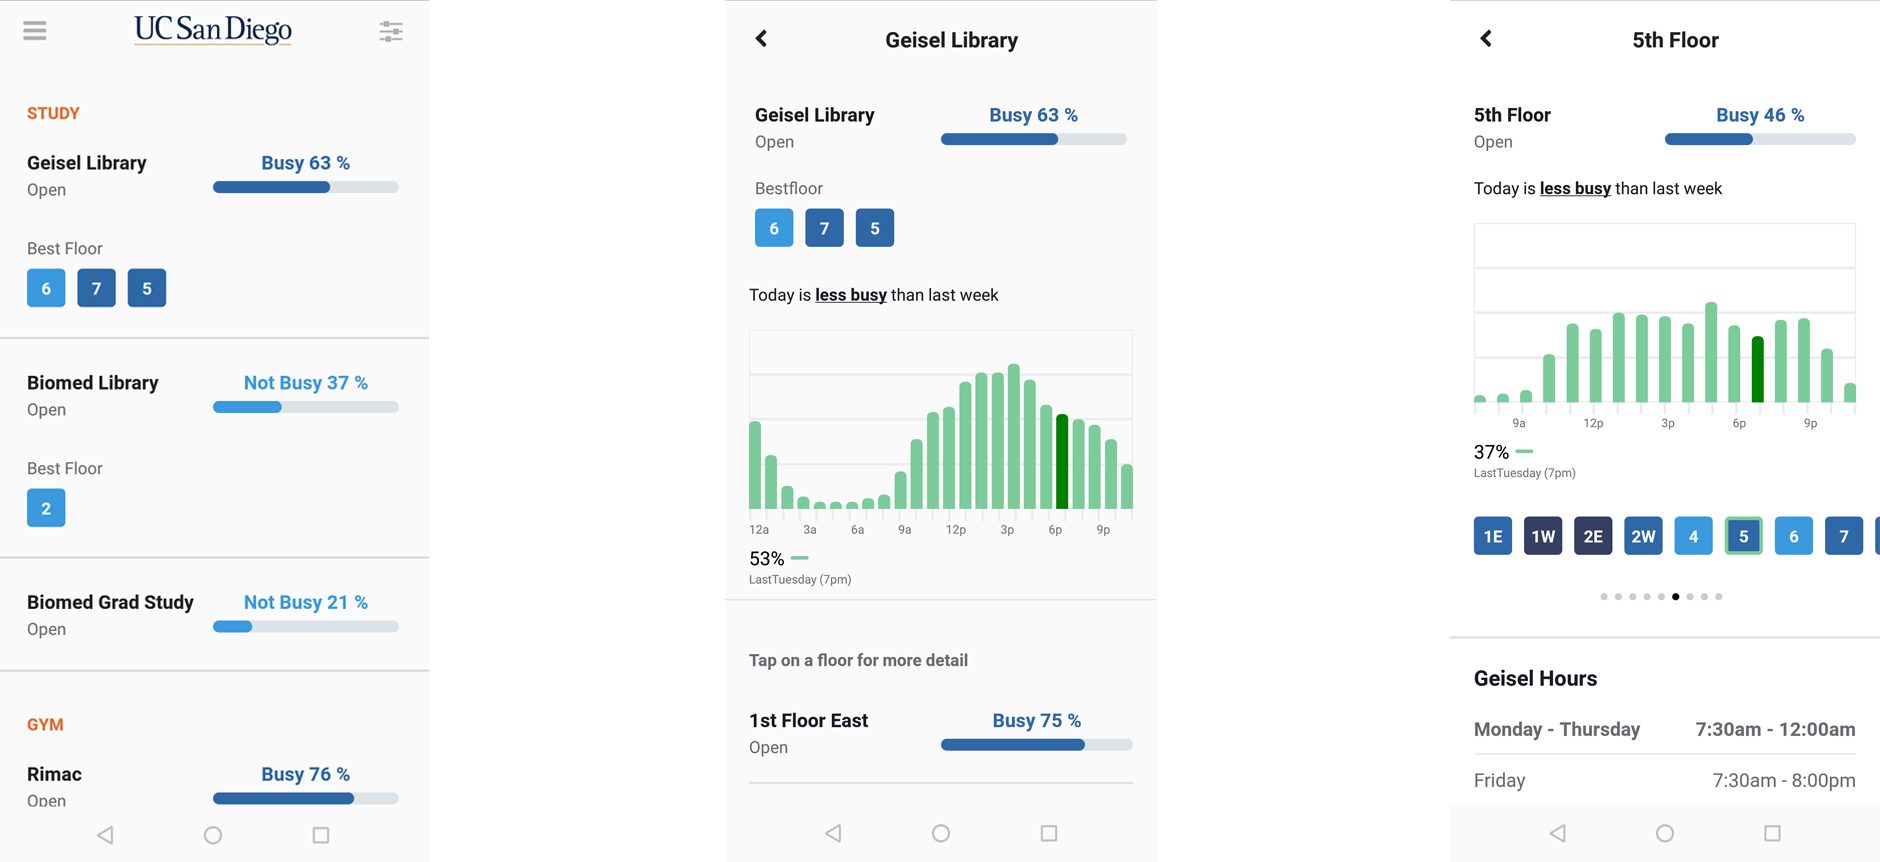 UC San Diego
STUDY
Geisel Library
Busy 63 %
Open
Best Floor
6 7 5
Biomed Library
Not Busy 37 %
Open
Best Floor
2
Biomed Grad Study
Not Busy 21 %
Open
GYM
Rimac
Busy 76 %
Open
Geisel Library
Geisel Library
Busy 63 %
Open
Bestfloor
6 7 5
Today is less busy than last week
12a 3a 6a 9a 12p 3p 6p 9p
53%
LastTuesday (7pm)
Tap on a floor for more detail
1st Floor East
Busy 75 %
Open
5th Floor
5th Floor
Busy 46 %
Open
Today is less busy than last week
9a 12p 3p 6p 9p
37%
LastTuesday (7pm)
1E 1W 2E 2W 4 5 6 7
Geisel Hours
Monday - Thursday 7:30am - 12:00am
Friday 7:30am - 8:00pm